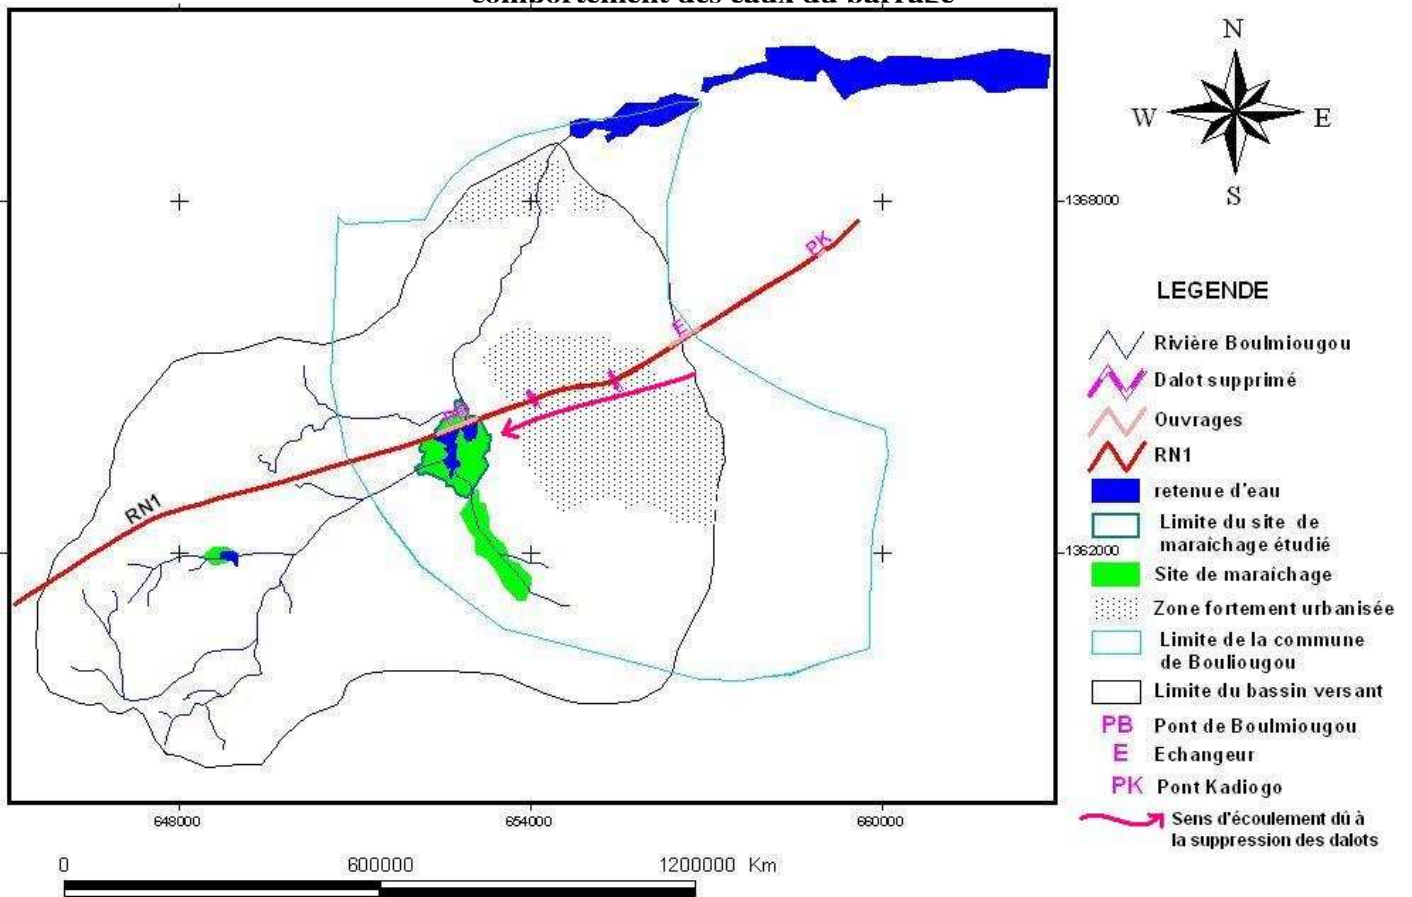 comportement des eaux du barrage
N
W E
S
1368000
PK
E
PB
RN1
1362000
648000
654000
660000
LEGENDE
Rivière Boulmiougou
Dalot supprimé
Ouvrages
RN1
retenue d'eau
Limite du site de
maraîchage étudié
Site de maraîchage
Zone fortement urbanisée
Limite de la commune
de Bouliougou
Limite du bassin versant
PB Pont de Boulmiougou
E Echangeur
PK Pont Kadiogo
Sens d'écoulement dû à
la suppression des dalots
0 600000 1200000 Km